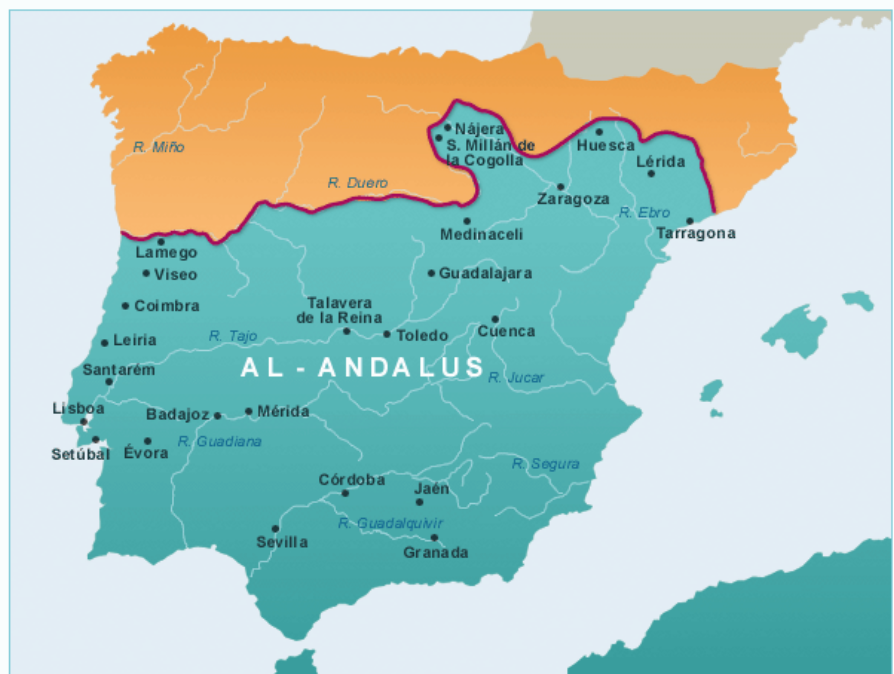 Nájera
S. Millán de
la Cogolla
Huesca
R. Miño
Lérida
R. Duero
Zaragoza
R. Ebro
Medinaceli
Tarragona
Lamego
Viseo
Guadalajara
Coimbra
Talavera
de la Reina
Toledo
Cuenca
R. Tajo
Leiria
AL - ANDALUS
Santarém
R. Jucar
Lisboa
Badajoz
Mérida
R. Guadiana
Setúbal
Évora
R. Segura
Córdoba
Jaén
R. Guadalquivir
Sevilla
Granada